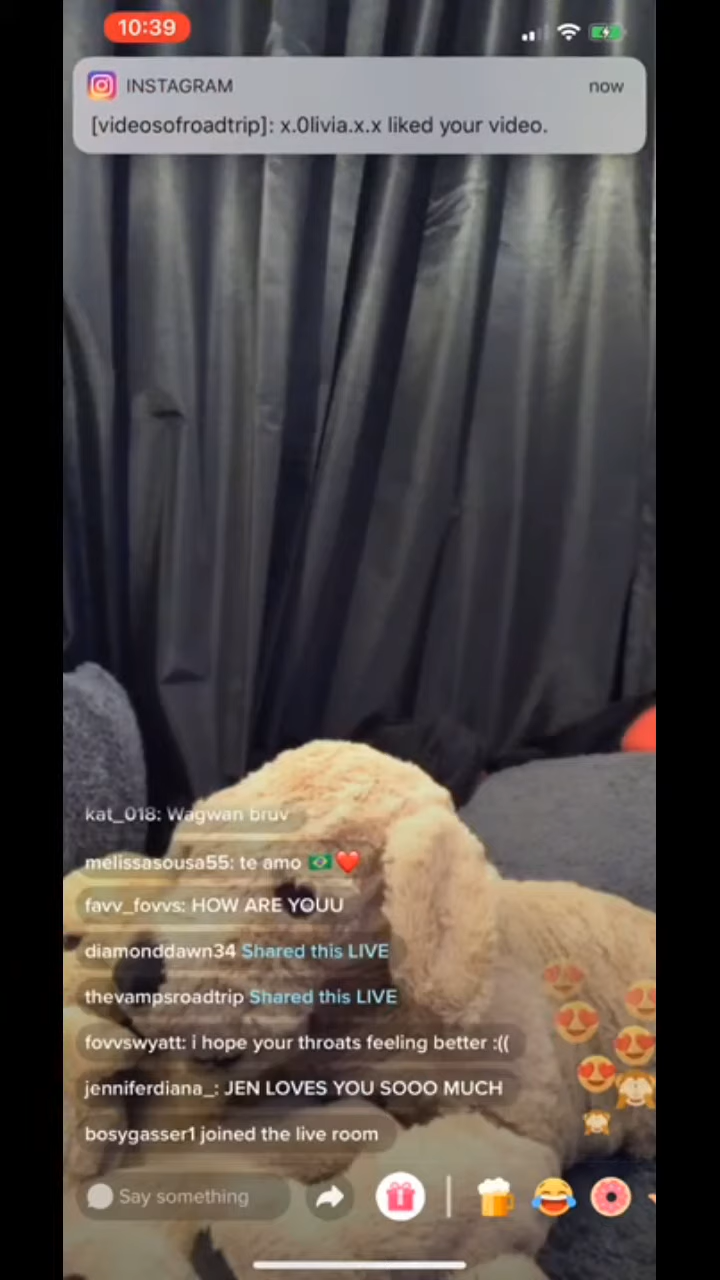 10:39
INSTAGRAM
now
[videosofroadtrip]: x.0livia.x.x liked your video.
kat_018: Wagwan bruv
melissasousa55: te amo 🇧🇷❤️
favv_fovvs: HOW ARE YOUU
diamonddawn34 Shared this LIVE
thevampsroadtrip Shared this LIVE
fovvswyatt: i hope your throats feeling better :((
jenniferdiana_: JEN LOVES YOU SOOO MUCH
bosygasser1 joined the live room
Say something